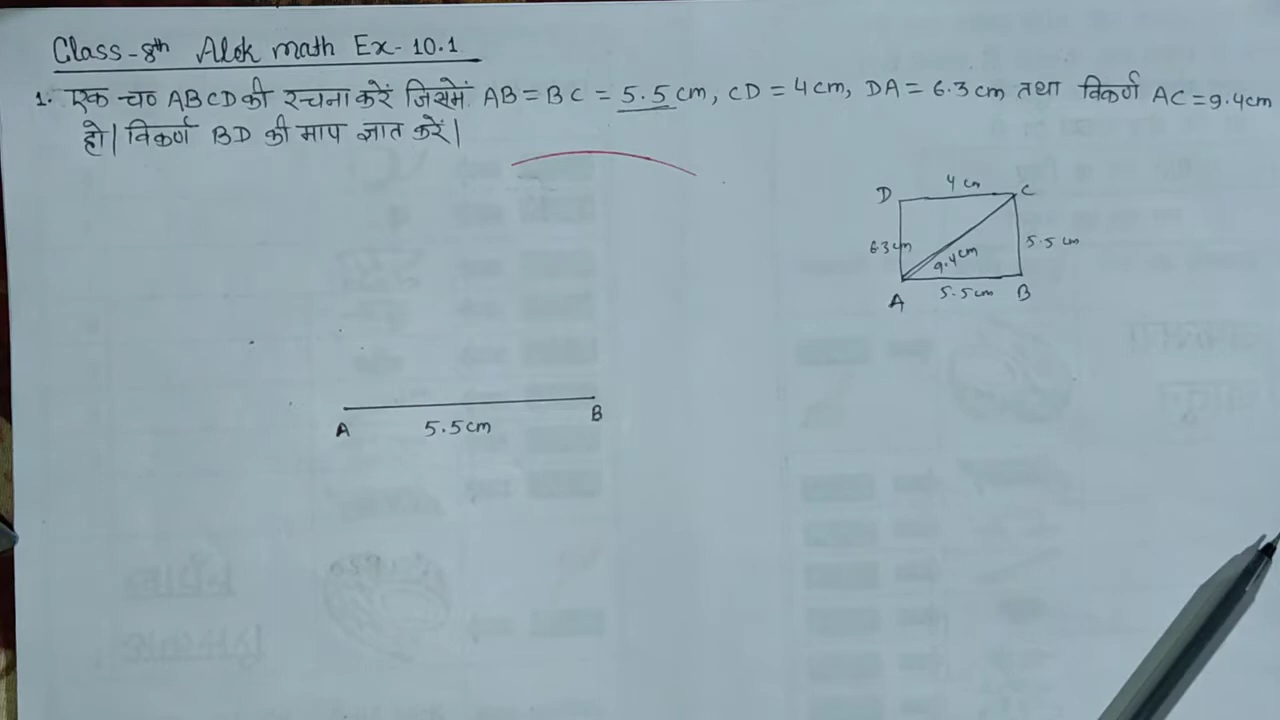 Class-8th Alok math Ex-10.1
1. एक च० ABCD की रचना करें जिसमें AB = BC = 5.5 cm, CD = 4 cm, DA = 6.3 cm तथा विकर्ण AC = 9.4 cm
हो| विकर्ण BD की माप ज्ञात करें|
D 4 cm C
6.3 cm 9.4 cm 5.5 cm
A 5.5 cm B
A 5.5 cm B